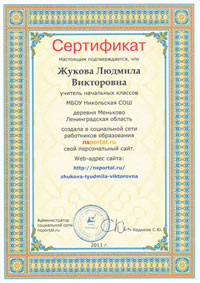 Сертификат
Настоящим подтверждается, что
Жукова Людмила
Викторовна
учитель начальных классов
МБОУ Никольская СОШ
деревня Меньково
Ленинградская область
создала в социальной сети
работников образования
nsportal.ru
свой персональный сайт.
Web-адрес сайта:
http://nsportal.ru/
zhukova-lyudmila-viktorovna
Администратор
социальной сети
nsportal.ru
2011 г.